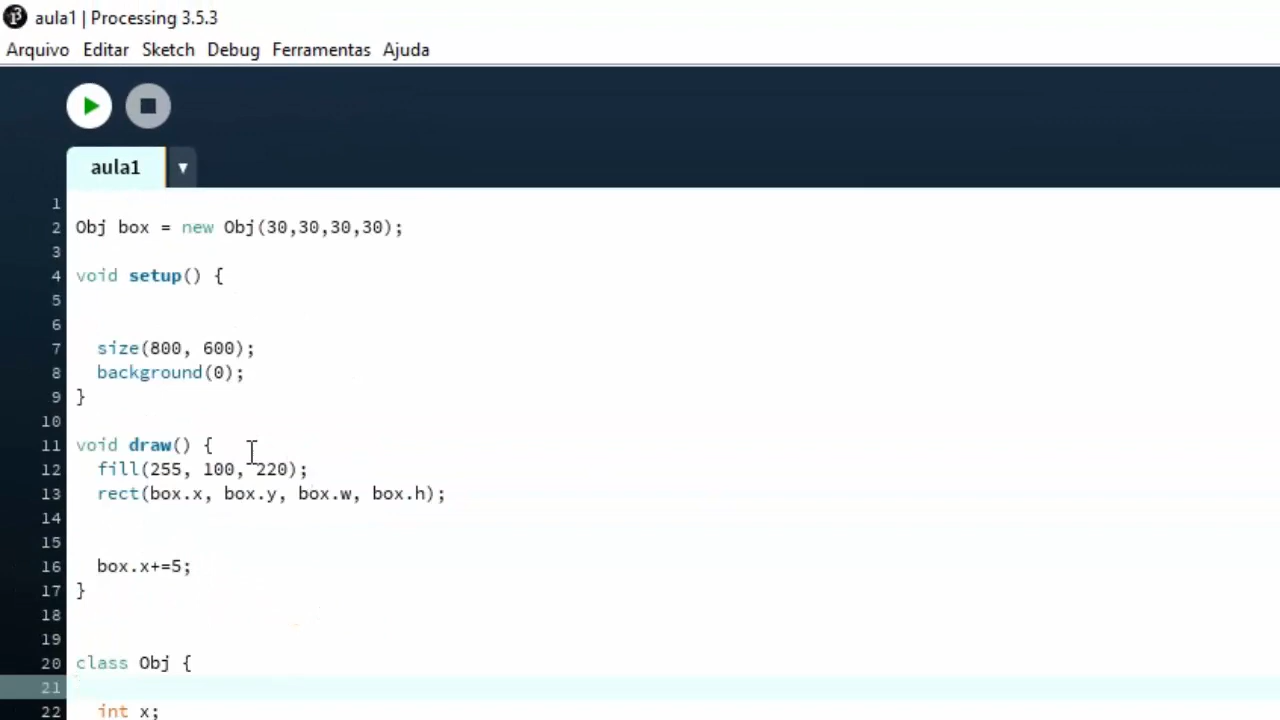 aula1 | Processing 3.5.3
Arquivo Editar Sketch Debug Ferramentas Ajuda
aula1
1
2 Obj box = new Obj(30,30,30,30);
3
4 void setup() {
5
6
7 size(800, 600);
8 background(0);
9 }
10
11 void draw() {
12 fill(255, 100, 220);
13 rect(box.x, box.y, box.w, box.h);
14
15
16 box.x+=5;
17 }
18
19
20 class Obj {
21
22 int x;